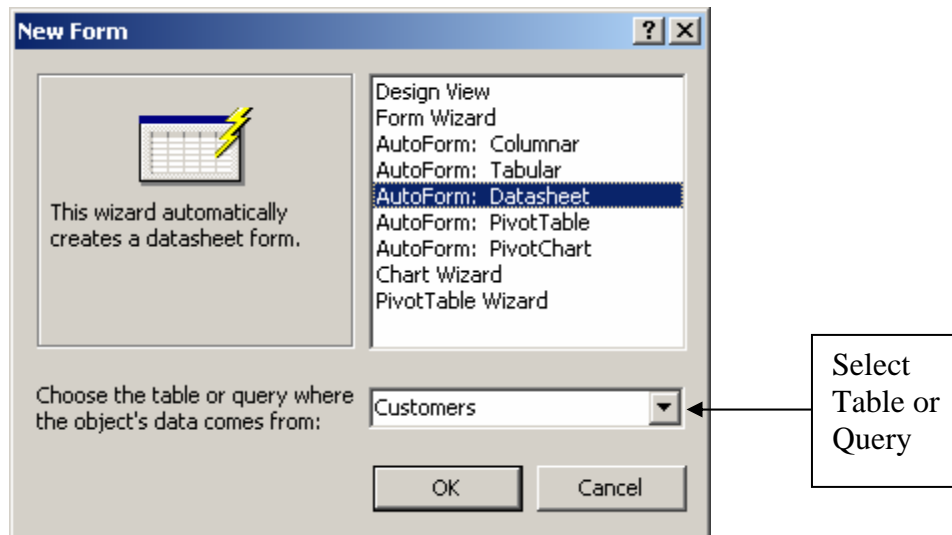 New Form
This wizard automatically
creates a datasheet form.
Design View
Form Wizard
AutoForm: Columnar
AutoForm: Tabular
AutoForm: Datasheet
AutoForm: PivotTable
AutoForm: PivotChart
Chart Wizard
PivotTable Wizard
Choose the table or query where
the object's data comes from:
Customers
Select
Table or
Query
OK
Cancel